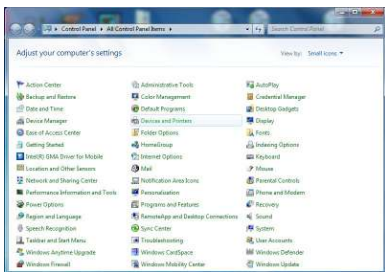 Control Panel ▸ All Control Panel Items ▸ Search Control Panel
Adjust your computer's settings View by: Small icons ▾
Action Center Administrative Tools AutoPlay
Backup and Restore Color Management Credential Manager
Date and Time Default Programs Desktop Gadgets
Device Manager Devices and Printers Display
Ease of Access Center Folder Options Fonts
Getting Started HomeGroup Indexing Options
Intel(R) GMA Driver for Mobile Internet Options Keyboard
Location and Other Sensors Mail Mouse
Network and Sharing Center Notification Area Icons Parental Controls
Performance Information and Tools Personalization Phone and Modem
Power Options Programs and Features Recovery
Region and Language RemoteApp and Desktop Connections Sound
Speech Recognition Sync Center System
Taskbar and Start Menu Troubleshooting User Accounts
Windows Anytime Upgrade Windows CardSpace Windows Defender
Windows Firewall Windows Mobility Center Windows Update